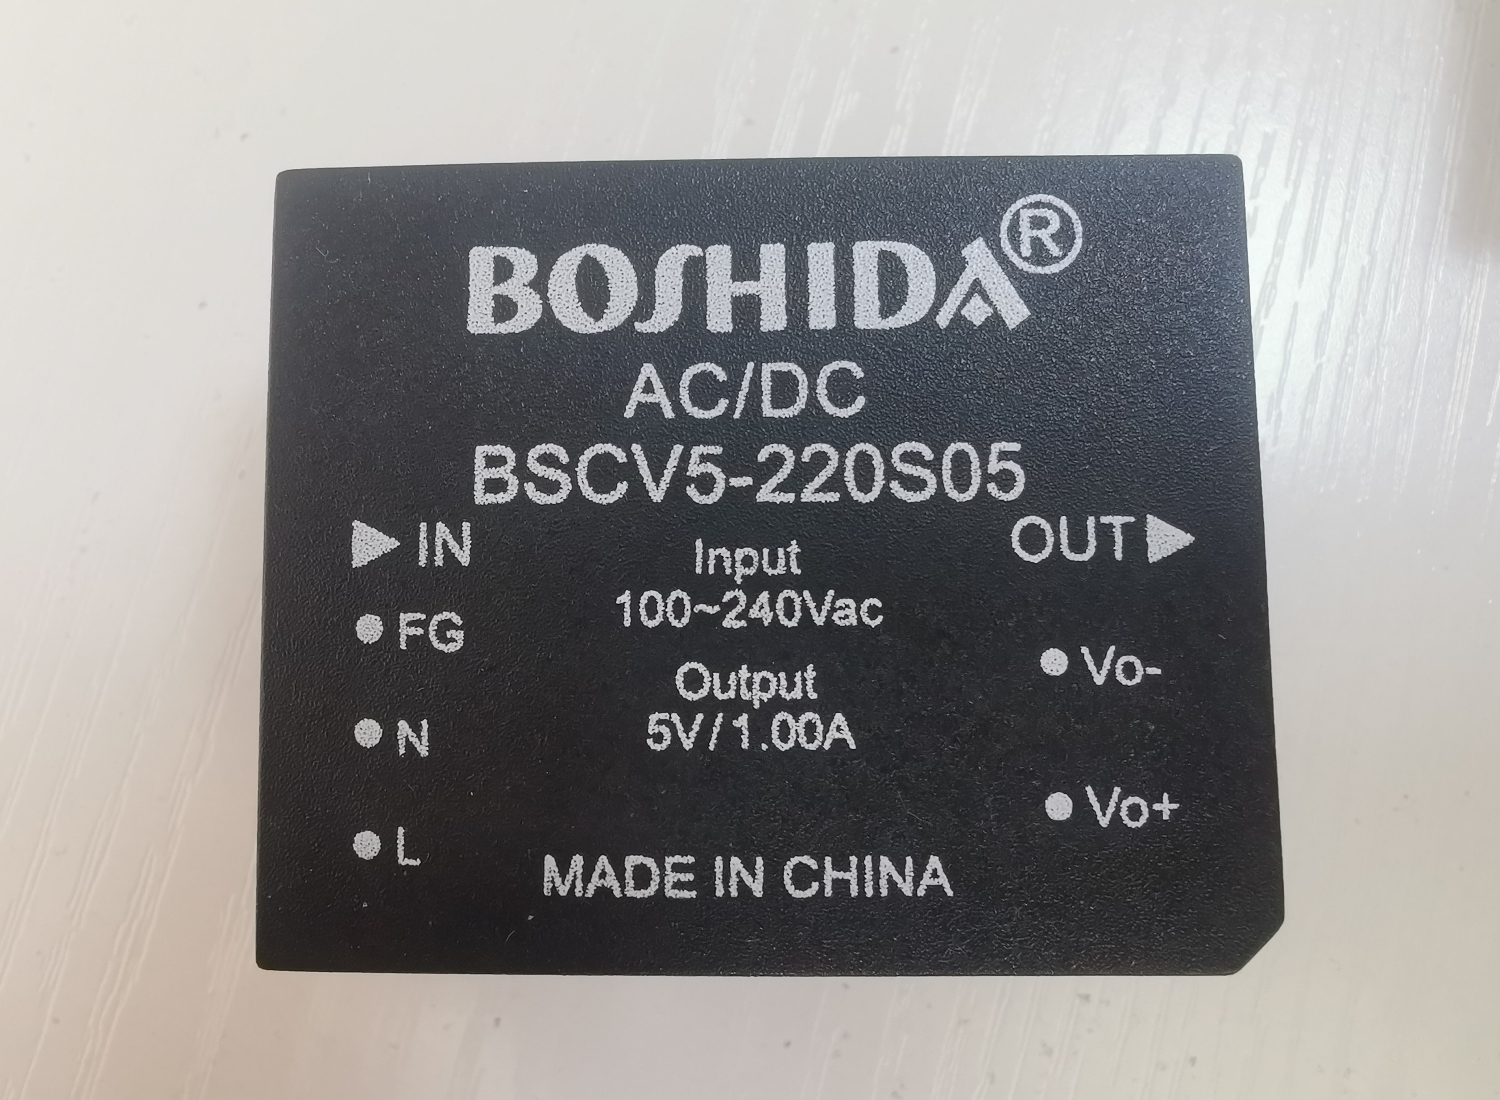 BOSHIDA®
AC/DC
BSCV5-220S05
IN
OUT
Input
100~240Vac
FG
Output
Vo-
5V/1.00A
N
Vo+
L
MADE IN CHINA